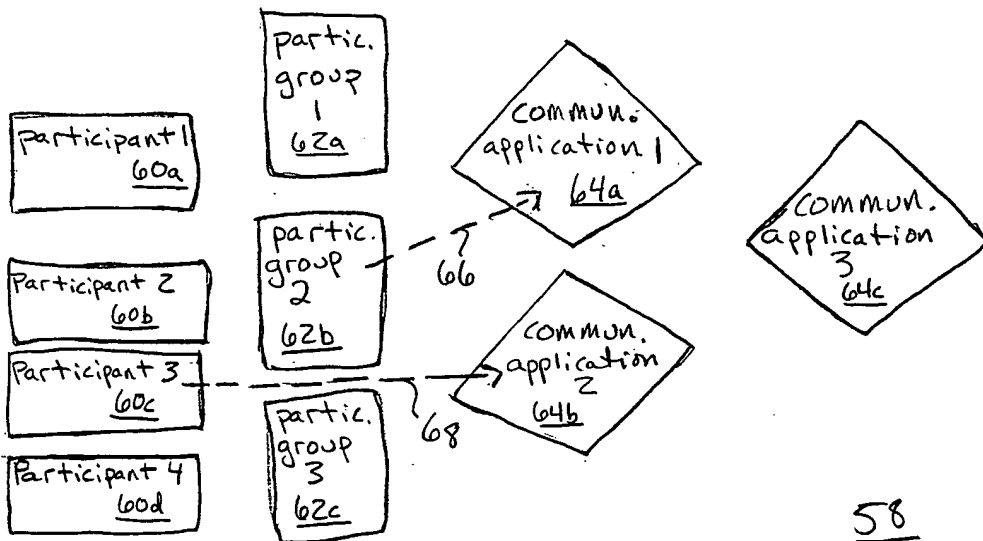 participant 1
60a
Participant 2
60b
Participant 3
60c
Participant 4
60d
partic.
group
1
62a
partic.
group
2
62b
partic.
group
3
62c
66
68
commun.
application 1
64a
commun.
application
2
64b
commun.
application
3
64c
58